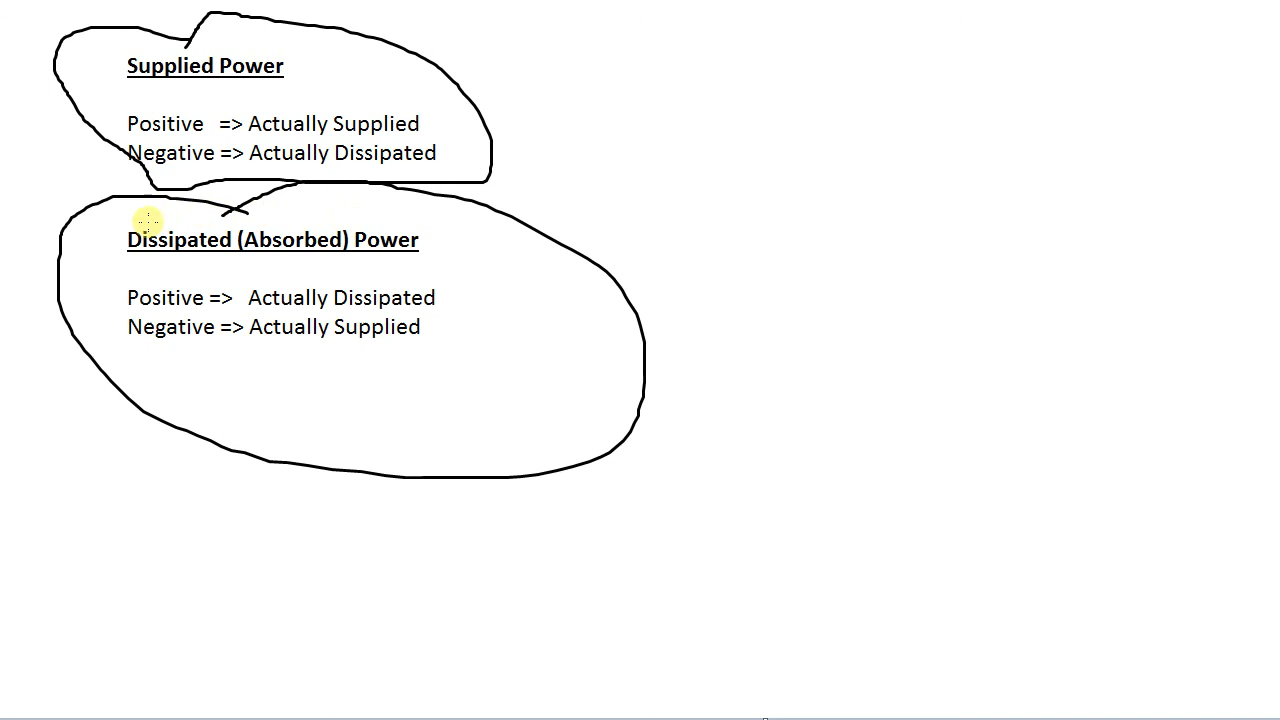 Supplied Power
Positive => Actually Supplied
Negative => Actually Dissipated
Dissipated (Absorbed) Power
Positive => Actually Dissipated
Negative => Actually Supplied